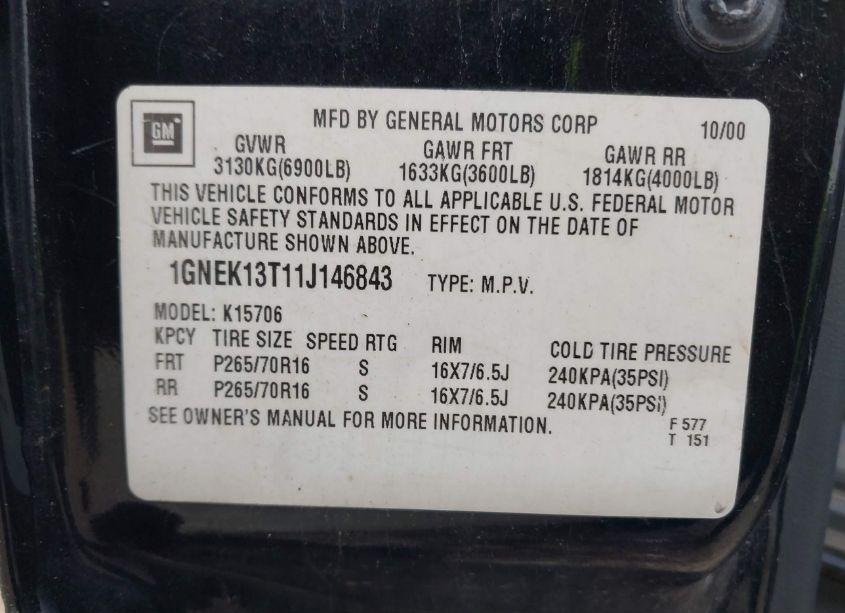 GM
MFD BY GENERAL MOTORS CORP 10/00
GVWR GAWR FRT GAWR RR
3130KG(6900LB) 1633KG(3600LB) 1814KG(4000LB)
THIS VEHICLE CONFORMS TO ALL APPLICABLE U.S. FEDERAL MOTOR
VEHICLE SAFETY STANDARDS IN EFFECT ON THE DATE OF
MANUFACTURE SHOWN ABOVE.
1GNEK13T11J146843 TYPE: M.P.V.
MODEL: K15706
KPCY TIRE SIZE SPEED RTG RIM COLD TIRE PRESSURE
FRT P265/70R16 S 16X7/6.5J 240KPA(35PSI)
RR P265/70R16 S 16X7/6.5J 240KPA(35PSI)
SEE OWNER'S MANUAL FOR MORE INFORMATION.
F 577
T 151